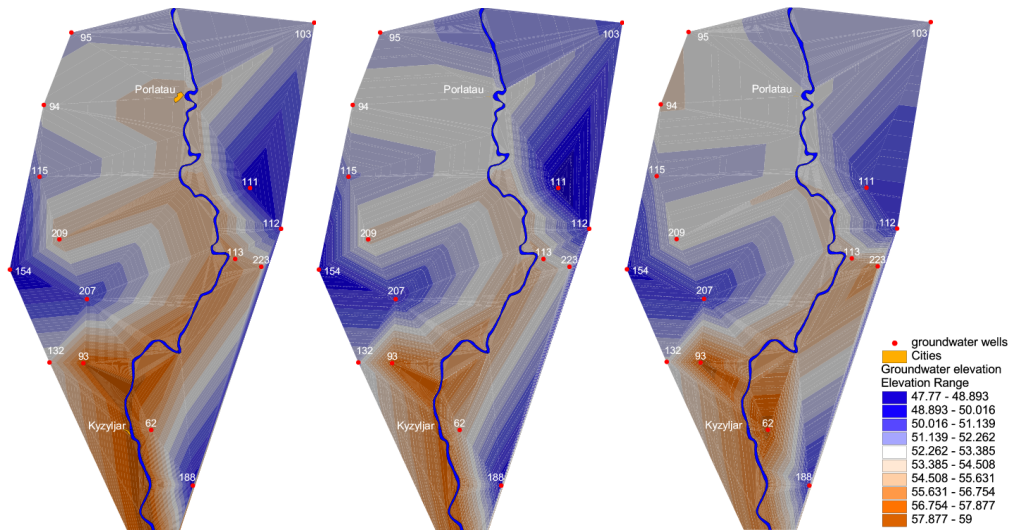 95
103
Porlatau
94
115
111
209
112
113
223
154
207
132
93
Kyzyljar
62
188
95
103
Porlatau
94
115
111
209
112
113
223
154
207
132
93
Kyzyljar
62
188
95
103
Porlatau
94
115
111
209
112
113
223
154
207
132
93
Kyzyljar
62
188
groundwater wells
Cities
Groundwater elevation
Elevation Range
47.77 - 48.893
48.893 - 50.016
50.016 - 51.139
51.139 - 52.262
52.262 - 53.385
53.385 - 54.508
54.508 - 55.631
55.631 - 56.754
56.754 - 57.877
57.877 - 59